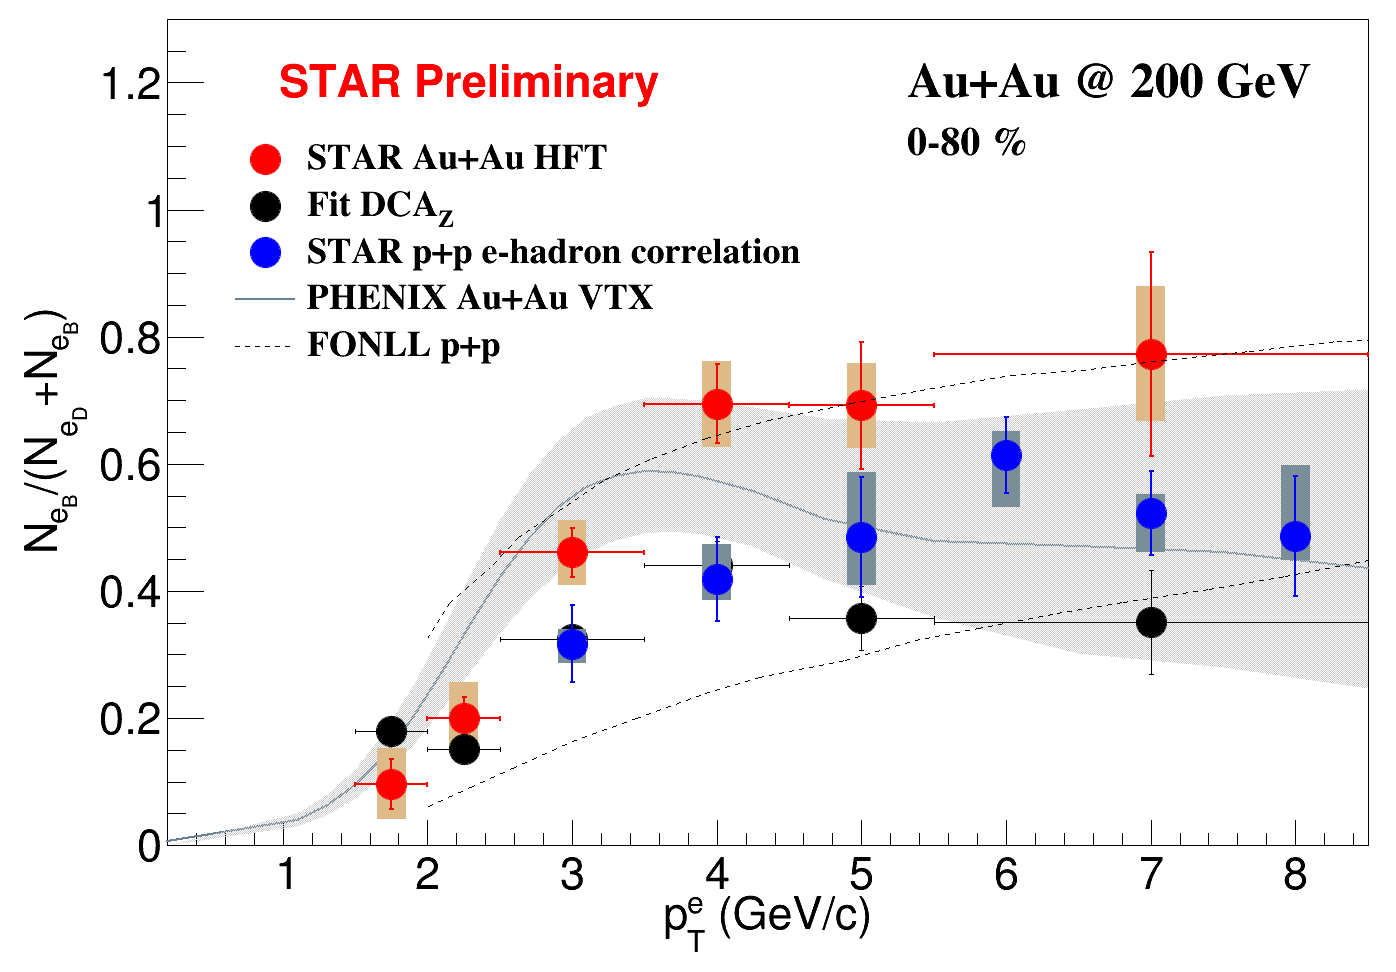 STAR Preliminary
Au+Au @ 200 GeV
0-80 %
STAR Au+Au HFT
Fit DCA_Z
STAR p+p e-hadron correlation
PHENIX Au+Au VTX
FONLL p+p
N_{e_B}/(N_{e_D}+N_{e_B})
1.2
1
0.8
0.6
0.4
0.2
0
1 2 3 4 5 6 7 8
p_T^e (GeV/c)